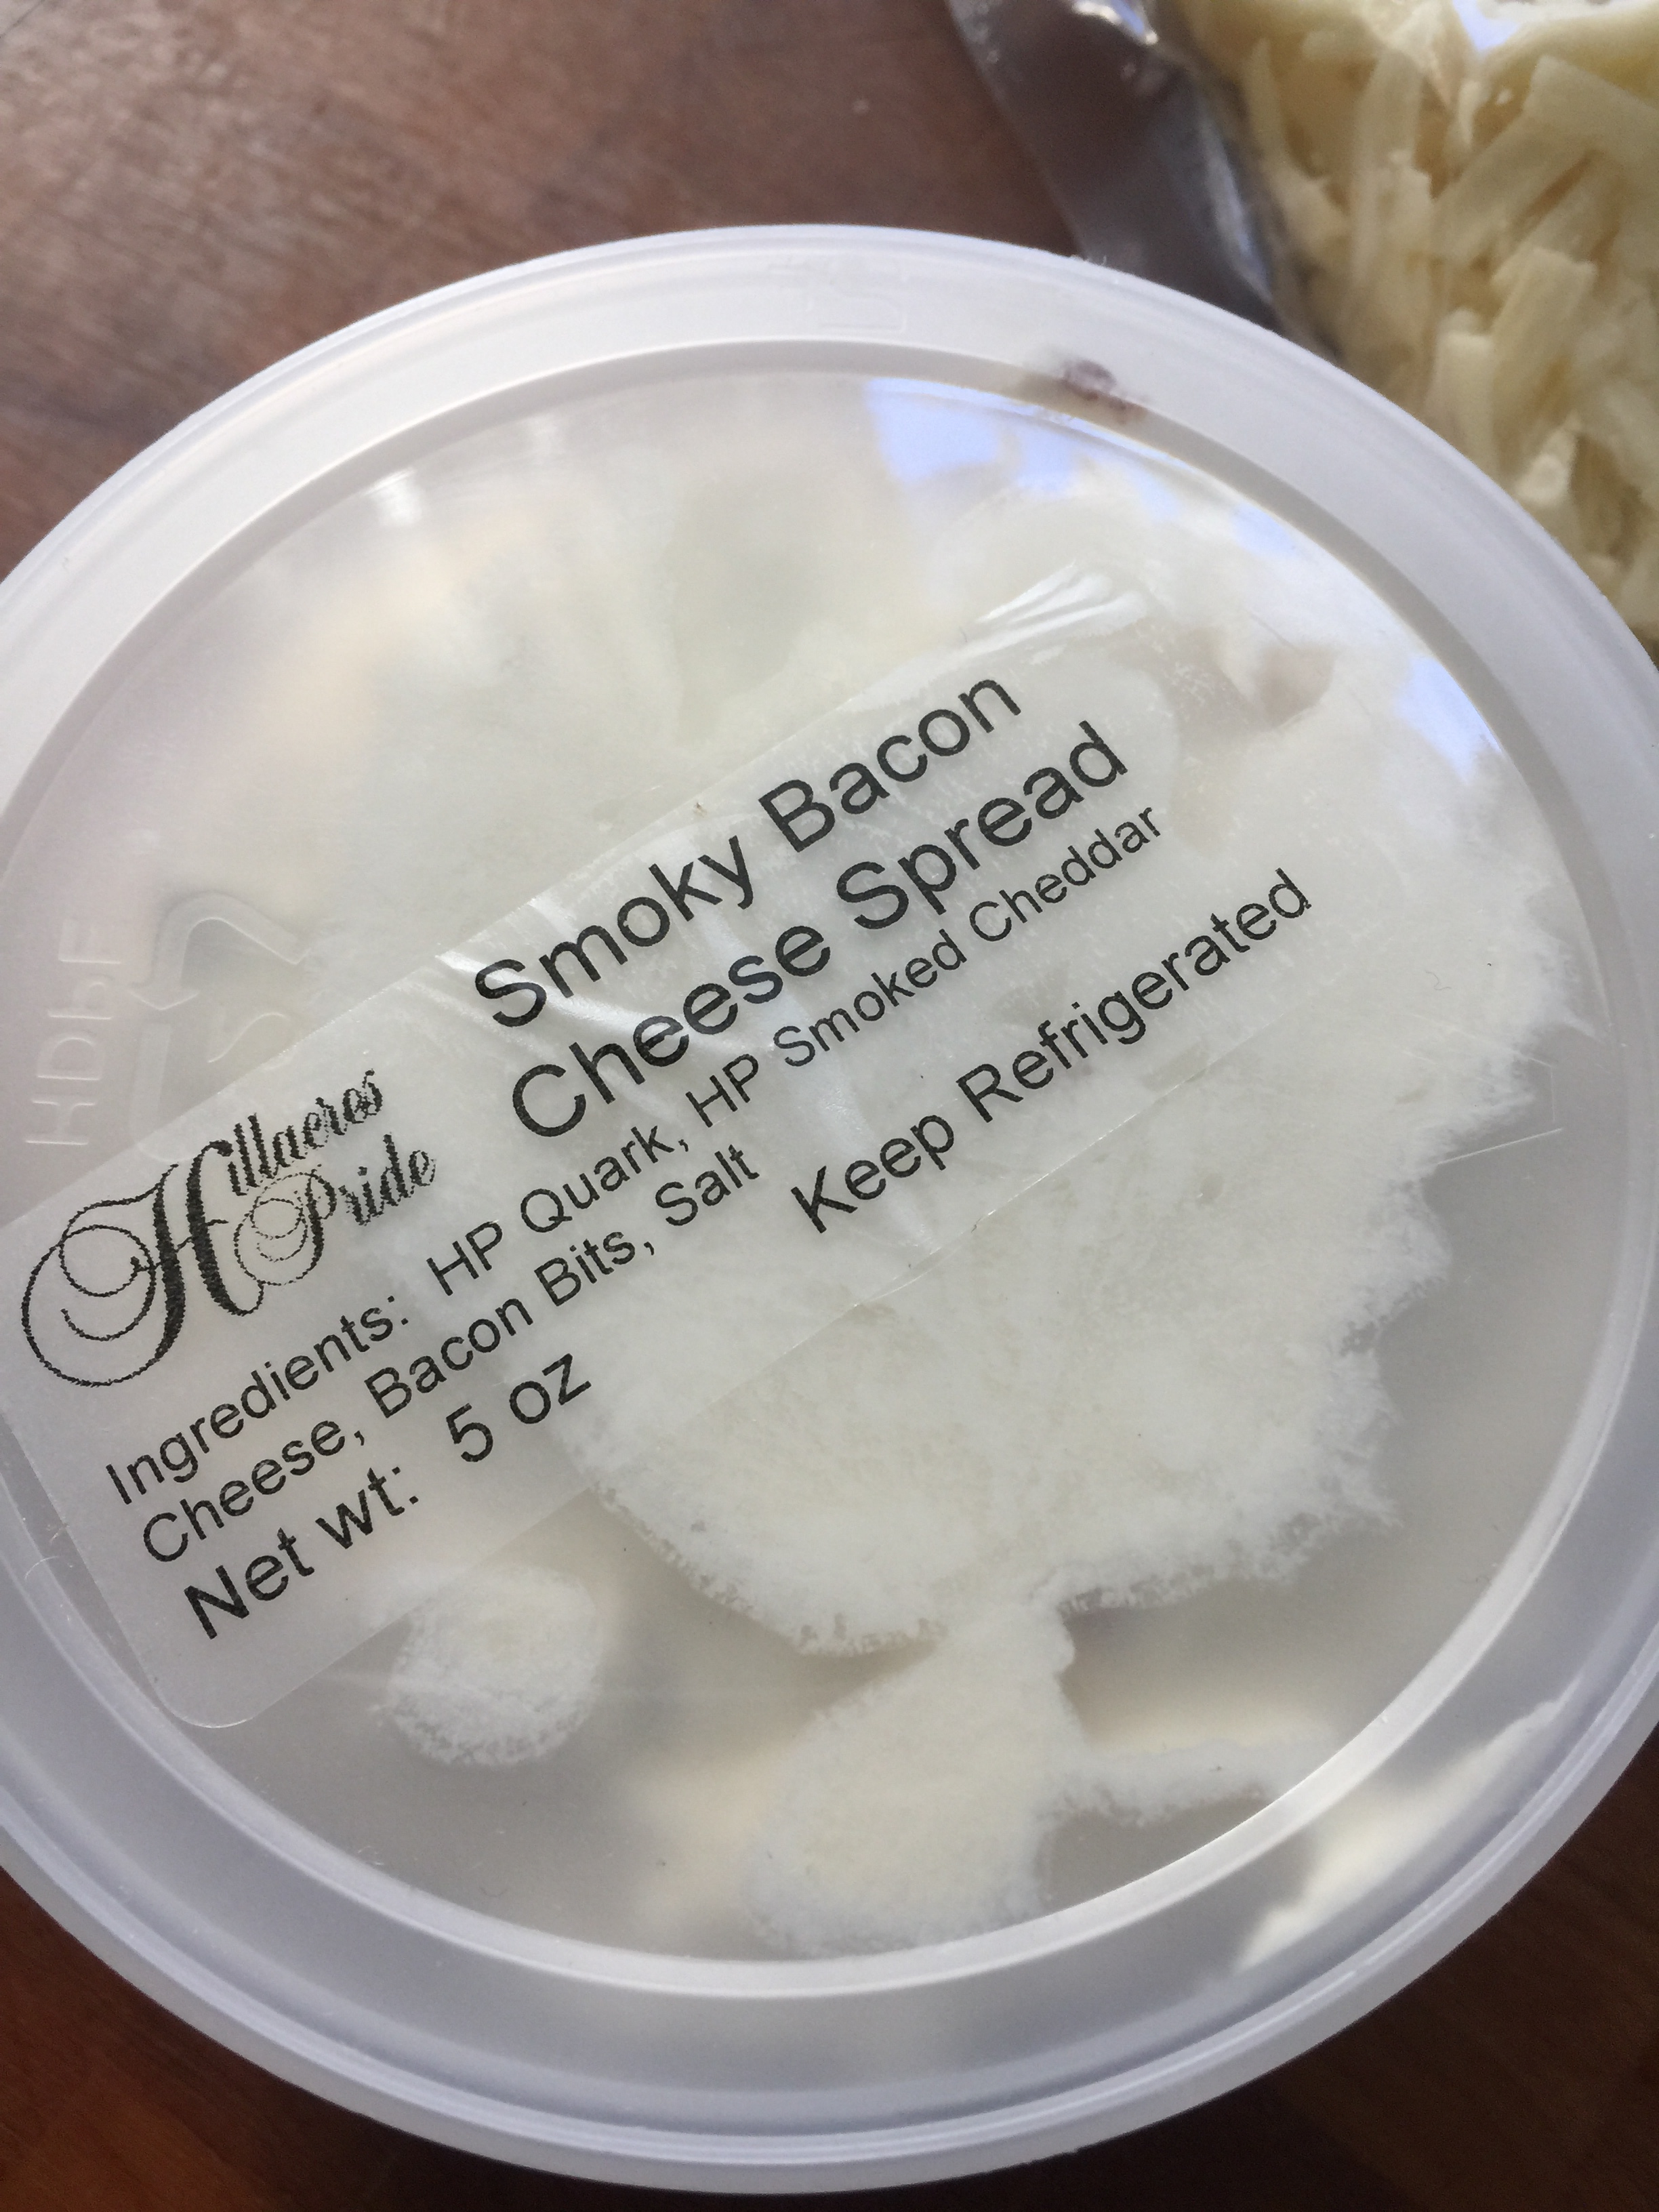 Hillacres
Pride
Smoky Bacon
Cheese Spread
Ingredients: HP Quark, HP Smoked Cheddar
Cheese, Bacon Bits, Salt
Net wt: 5 oz
Keep Refrigerated
HDPE